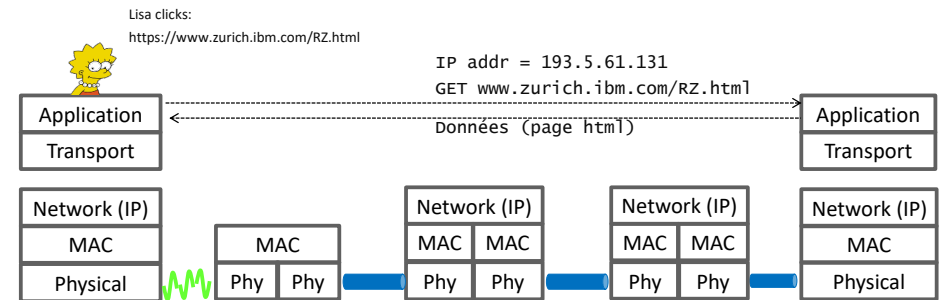 Lisa clicks:
https://www.zurich.ibm.com/RZ.html
IP addr = 193.5.61.131
GET www.zurich.ibm.com/RZ.html
Données (page html)
Application
Application
Transport
Transport
Network (IP)
Network (IP)
Network (IP)
Network (IP)
MAC
MAC
MAC MAC
MAC MAC
MAC
Physical
Phy Phy
Phy Phy
Phy Phy
Physical